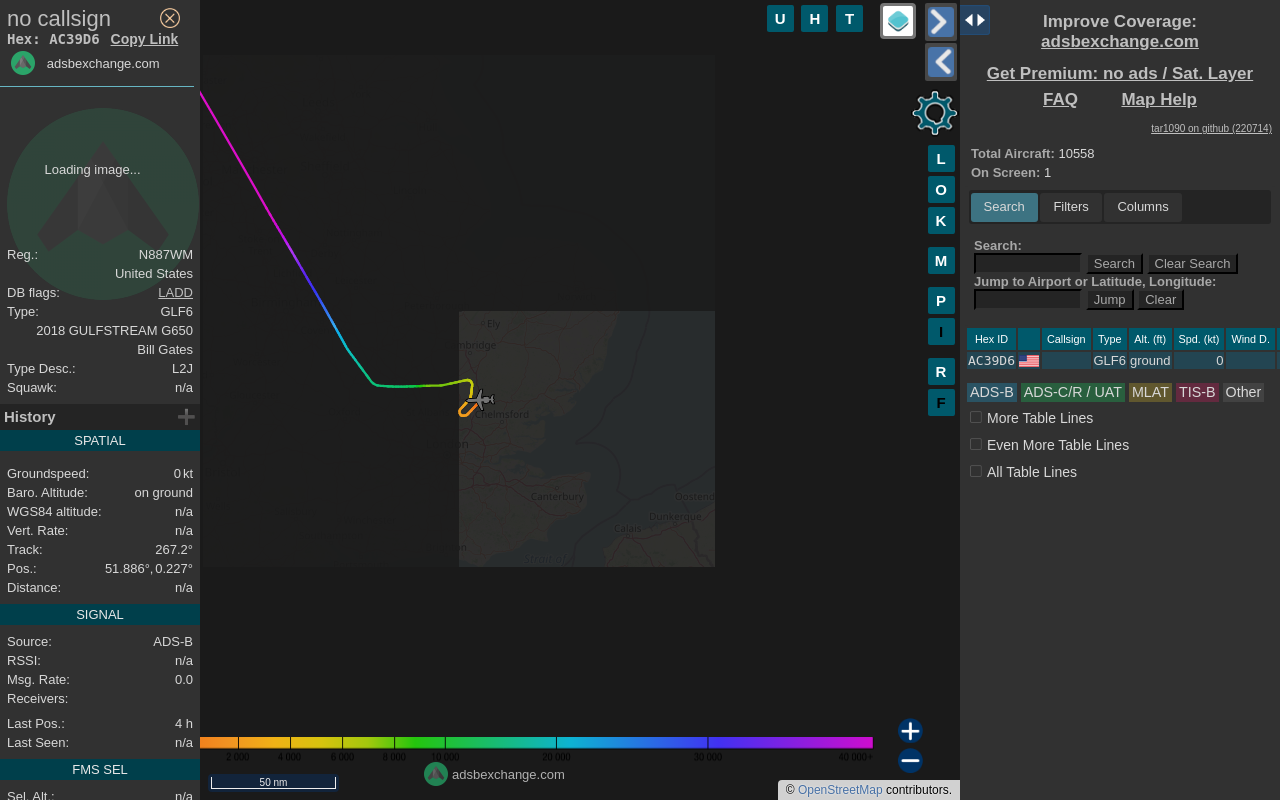 no callsign
Hex: AC39D6 Copy Link
adsbexchange.com
Loading image...
Reg.: N887WM
United States
DB flags: LADD
Type: GLF6
2018 GULFSTREAM G650
Bill Gates
Type Desc.: L2J
Squawk: n/a
History
SPATIAL
Groundspeed: 0 kt
Baro. Altitude: on ground
WGS84 altitude: n/a
Vert. Rate: n/a
Track: 267.2°
Pos.: 51.886°, 0.227°
Distance: n/a
SIGNAL
Source: ADS-B
RSSI: n/a
Msg. Rate: 0.0
Receivers:
Last Pos.: 4 h
Last Seen: n/a
FMS SEL
Sel. Alt.: n/a
U H T
L
O
K
M
P
I
R
F
Ely
mbridge
Chelmsford
Canterbury
Oostend
Dunkerque
Calais
2 000 4 000 6 000 8 000 10 000 20 000 30 000 40 000+
adsbexchange.com
50 nm
© OpenStreetMap contributors.
Improve Coverage:
adsbexchange.com
Get Premium: no ads / Sat. Layer
FAQ Map Help
tar1090 on github (220714)
Total Aircraft: 10558
On Screen: 1
Search Filters Columns
Search:
Search Clear Search
Jump to Airport or Latitude, Longitude:
Jump Clear
Hex ID Callsign Type Alt. (ft) Spd. (kt) Wind D.
AC39D6 GLF6 ground 0
ADS-B ADS-C/R / UAT MLAT TIS-B Other
More Table Lines
Even More Table Lines
All Table Lines